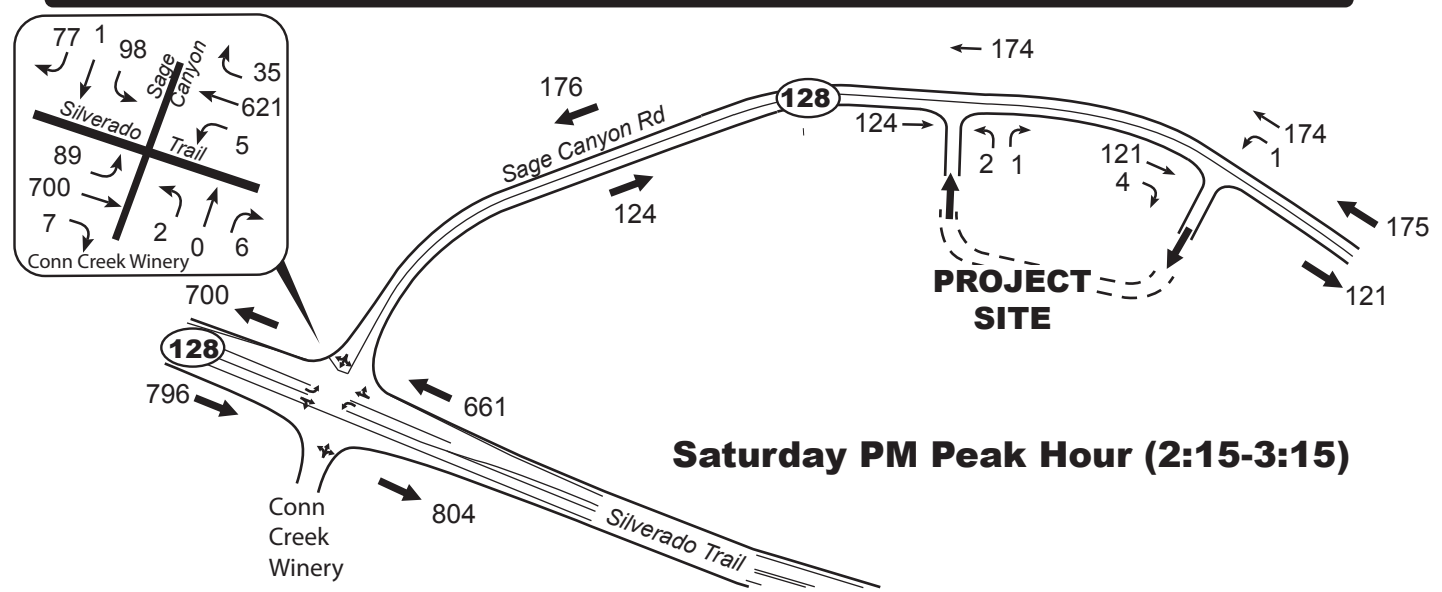 77 1 98
Sage
Canyon
35
621
5
Silverado
Trail
89
700
7
2 0 6
Conn Creek Winery
174
176
128
Sage Canyon Rd
124
124
2 1
121
4
174
1
175
121
PROJECT
SITE
700
128
796
661
804
Saturday PM Peak Hour (2:15-3:15)
Conn
Creek
Winery
Silverado Trail